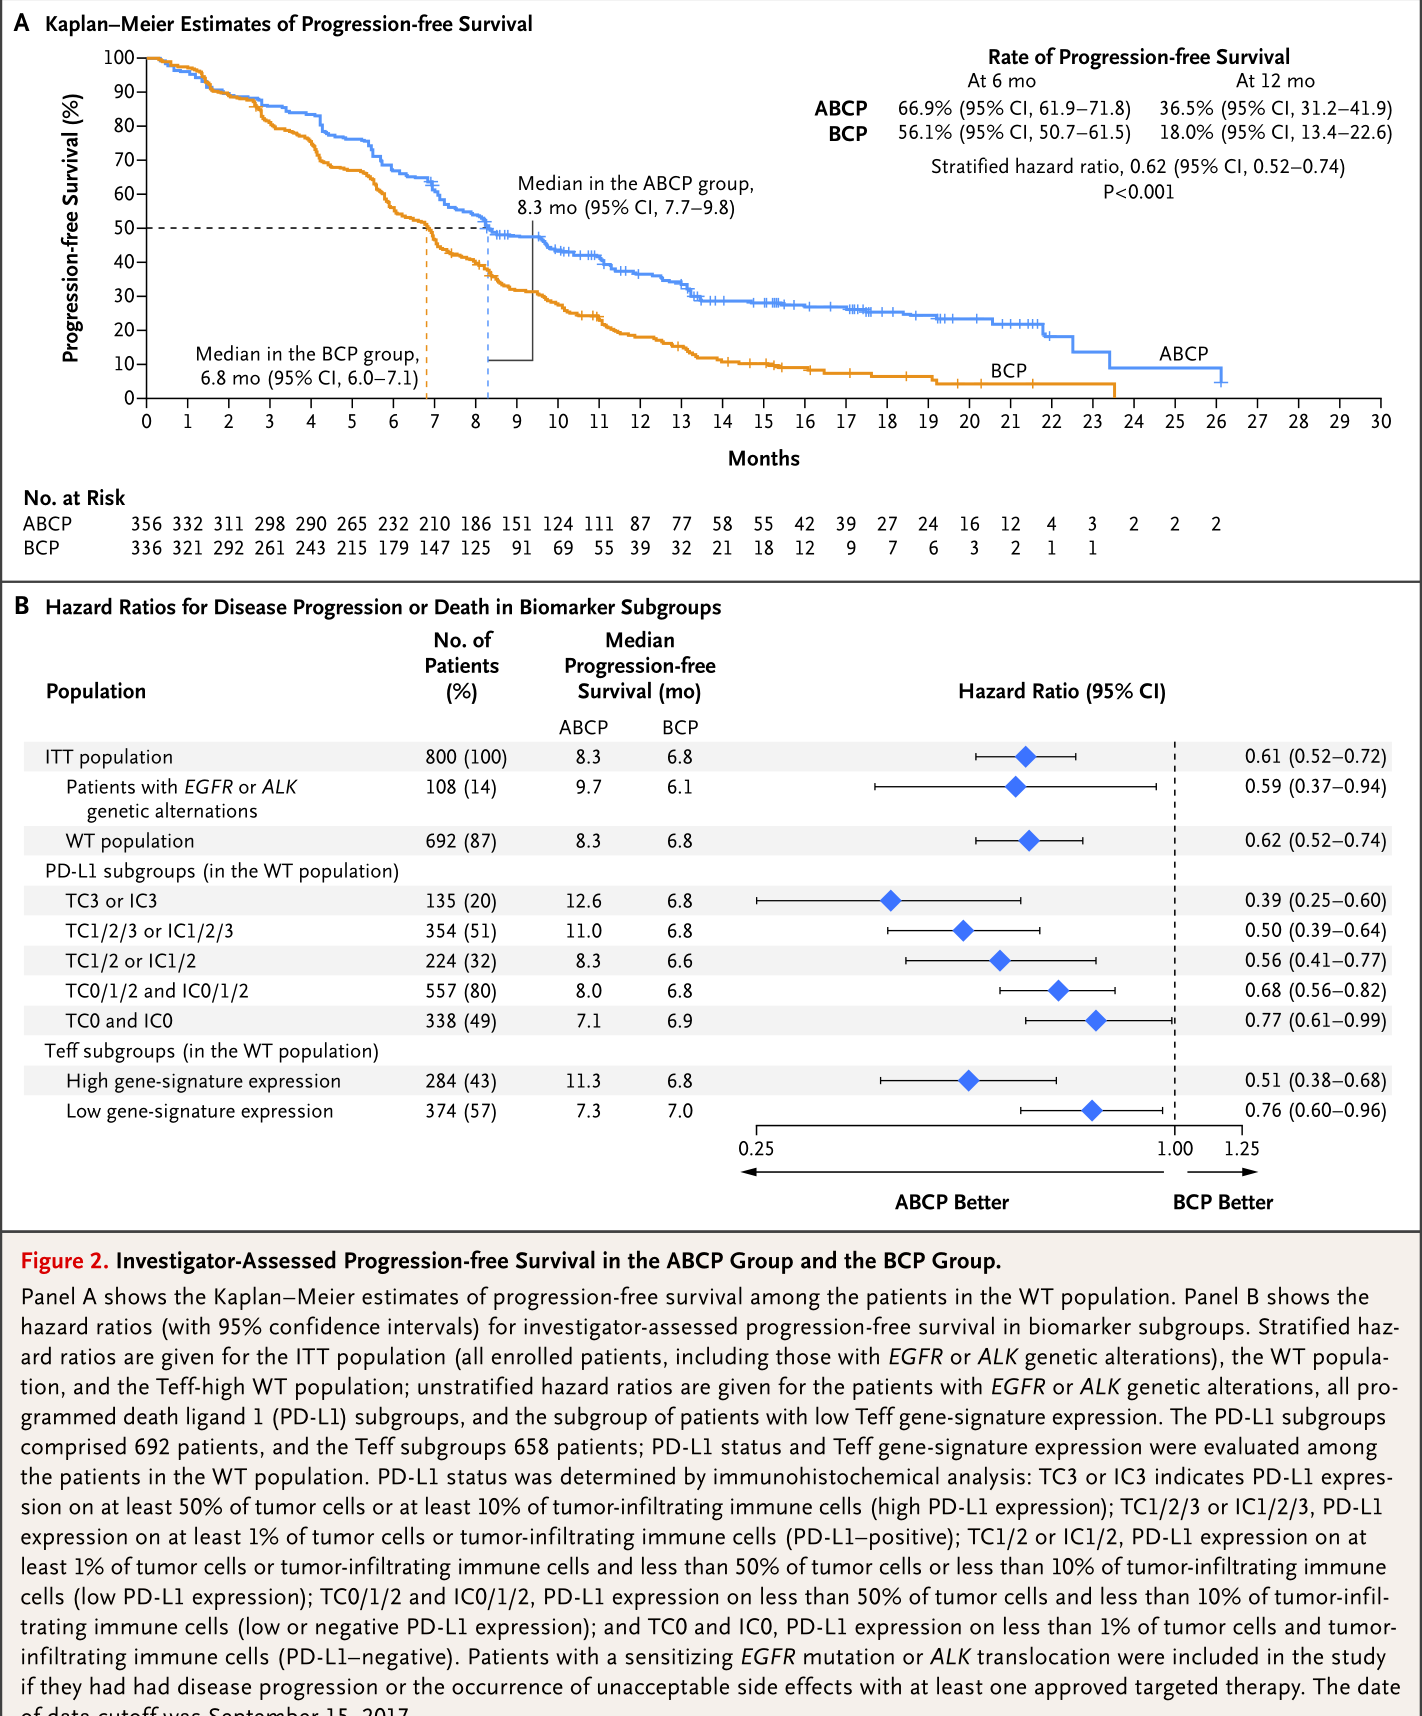 A Kaplan–Meier Estimates of Progression-free Survival
Rate of Progression-free Survival
At 6 mo At 12 mo
ABCP 66.9% (95% CI, 61.9–71.8) 36.5% (95% CI, 31.2–41.9)
BCP 56.1% (95% CI, 50.7–61.5) 18.0% (95% CI, 13.4–22.6)
Stratified hazard ratio, 0.62 (95% CI, 0.52–0.74)
P<0.001
Progression-free Survival (%)
100
90
80
70
60
50
40
30
20
10
0
Median in the ABCP group,
8.3 mo (95% CI, 7.7–9.8)
Median in the BCP group,
6.8 mo (95% CI, 6.0–7.1)
ABCP
BCP
0 1 2 3 4 5 6 7 8 9 10 11 12 13 14 15 16 17 18 19 20 21 22 23 24 25 26 27 28 29 30
Months
No. at Risk
ABCP 356 332 311 298 290 265 232 210 186 151 124 111 87 77 58 55 42 39 27 24 16 12 4 3 2 2 2
BCP 336 321 292 261 243 215 179 147 125 91 69 55 39 32 21 18 12 9 7 6 3 2 1 1
B Hazard Ratios for Disease Progression or Death in Biomarker Subgroups
No. of Median
Patients Progression-free
Population (%) Survival (mo) Hazard Ratio (95% CI)
ABCP BCP
ITT population 800 (100) 8.3 6.8 0.61 (0.52–0.72)
Patients with EGFR or ALK 108 (14) 9.7 6.1 0.59 (0.37–0.94)
genetic alternations
WT population 692 (87) 8.3 6.8 0.62 (0.52–0.74)
PD-L1 subgroups (in the WT population)
TC3 or IC3 135 (20) 12.6 6.8 0.39 (0.25–0.60)
TC1/2/3 or IC1/2/3 354 (51) 11.0 6.8 0.50 (0.39–0.64)
TC1/2 or IC1/2 224 (32) 8.3 6.6 0.56 (0.41–0.77)
TC0/1/2 and IC0/1/2 557 (80) 8.0 6.8 0.68 (0.56–0.82)
TC0 and IC0 338 (49) 7.1 6.9 0.77 (0.61–0.99)
Teff subgroups (in the WT population)
High gene-signature expression 284 (43) 11.3 6.8 0.51 (0.38–0.68)
Low gene-signature expression 374 (57) 7.3 7.0 0.76 (0.60–0.96)
0.25 1.00 1.25
ABCP Better BCP Better
Figure 2. Investigator-Assessed Progression-free Survival in the ABCP Group and the BCP Group.
Panel A shows the Kaplan–Meier estimates of progression-free survival among the patients in the WT population. Panel B shows the
hazard ratios (with 95% confidence intervals) for investigator-assessed progression-free survival in biomarker subgroups. Stratified haz-
ard ratios are given for the ITT population (all enrolled patients, including those with EGFR or ALK genetic alterations), the WT popula-
tion, and the Teff-high WT population; unstratified hazard ratios are given for the patients with EGFR or ALK genetic alterations, all pro-
grammed death ligand 1 (PD-L1) subgroups, and the subgroup of patients with low Teff gene-signature expression. The PD-L1 subgroups
comprised 692 patients, and the Teff subgroups 658 patients; PD-L1 status and Teff gene-signature expression were evaluated among
the patients in the WT population. PD-L1 status was determined by immunohistochemical analysis: TC3 or IC3 indicates PD-L1 expres-
sion on at least 50% of tumor cells or at least 10% of tumor-infiltrating immune cells (high PD-L1 expression); TC1/2/3 or IC1/2/3, PD-L1
expression on at least 1% of tumor cells or tumor-infiltrating immune cells (PD-L1–positive); TC1/2 or IC1/2, PD-L1 expression on at
least 1% of tumor cells or tumor-infiltrating immune cells and less than 50% of tumor cells or less than 10% of tumor-infiltrating immune
cells (low PD-L1 expression); TC0/1/2 and IC0/1/2, PD-L1 expression on less than 50% of tumor cells and less than 10% of tumor-infil-
trating immune cells (low or negative PD-L1 expression); and TC0 and IC0, PD-L1 expression on less than 1% of tumor cells and tumor-
infiltrating immune cells (PD-L1–negative). Patients with a sensitizing EGFR mutation or ALK translocation were included in the study
if they had had disease progression or the occurrence of unacceptable side effects with at least one approved targeted therapy. The date
of data cutoff was September 15, 2017.